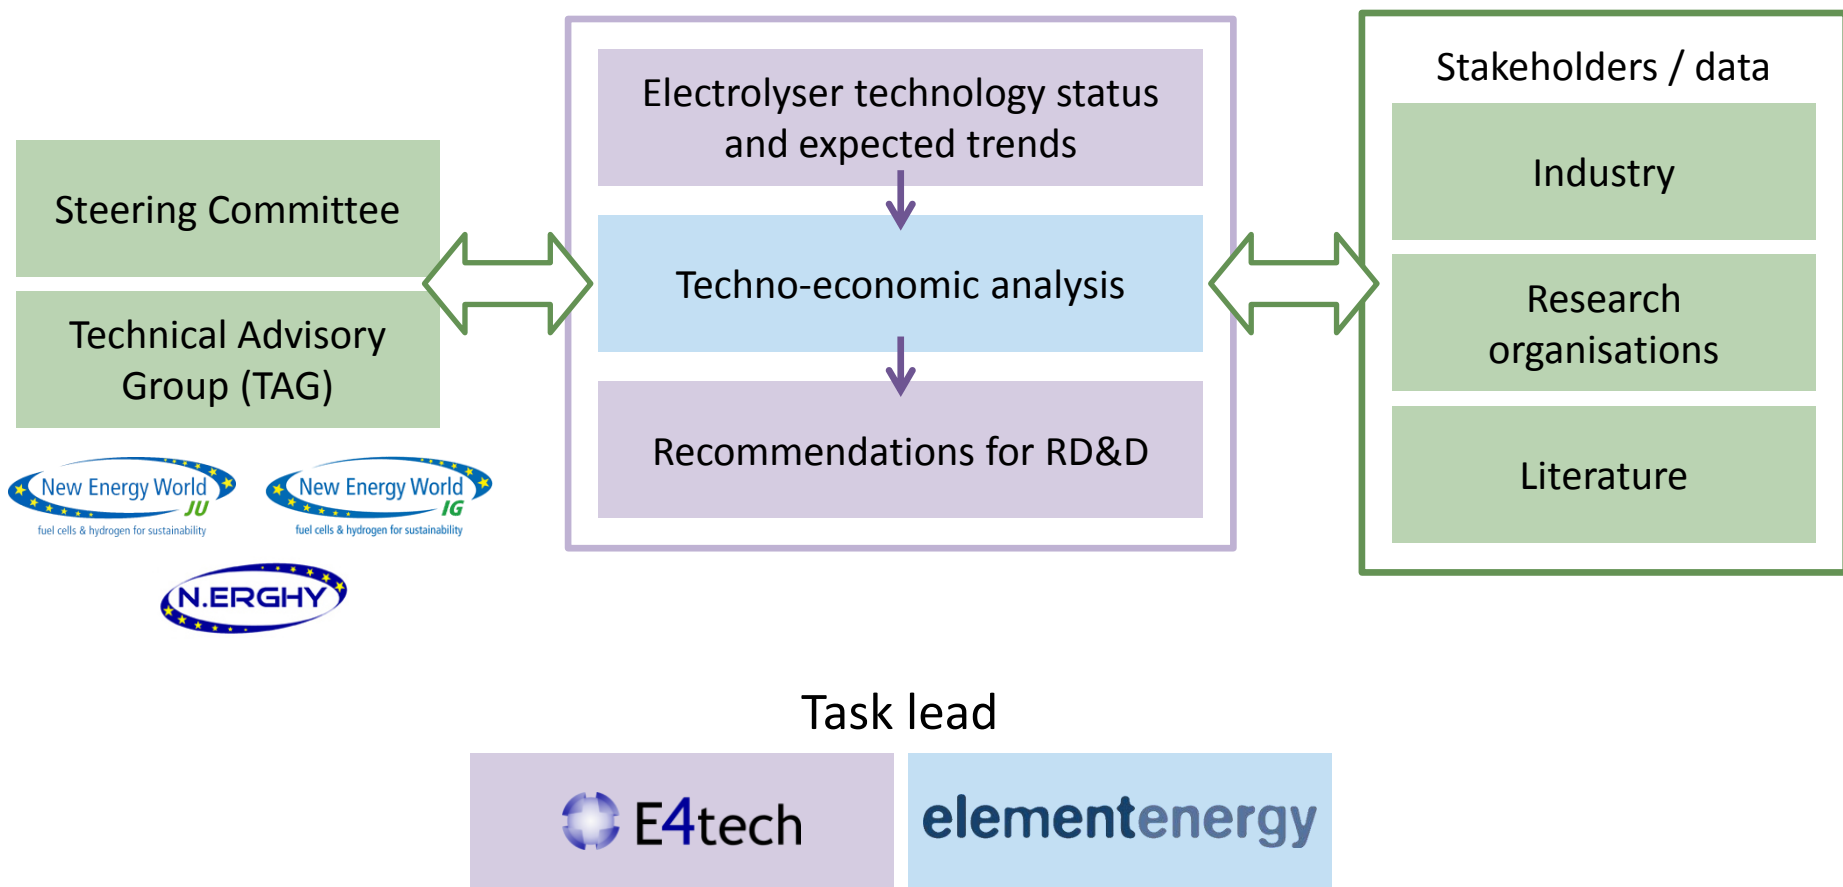 Steering Committee
Technical Advisory
Group (TAG)
New Energy World
JU
fuel cells & hydrogen for sustainability
New Energy World
IG
fuel cells & hydrogen for sustainability
N.ERGHY
Electrolyser technology status
and expected trends
Techno-economic analysis
Recommendations for RD&D
Stakeholders / data
Industry
Research
organisations
Literature
Task lead
E4tech
elementenergy